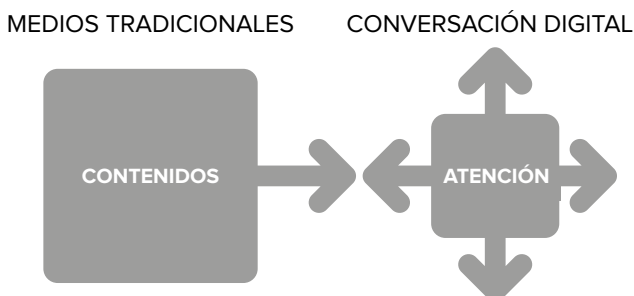 MEDIOS TRADICIONALES
CONVERSACIÓN DIGITAL
CONTENIDOS
ATENCIÓN